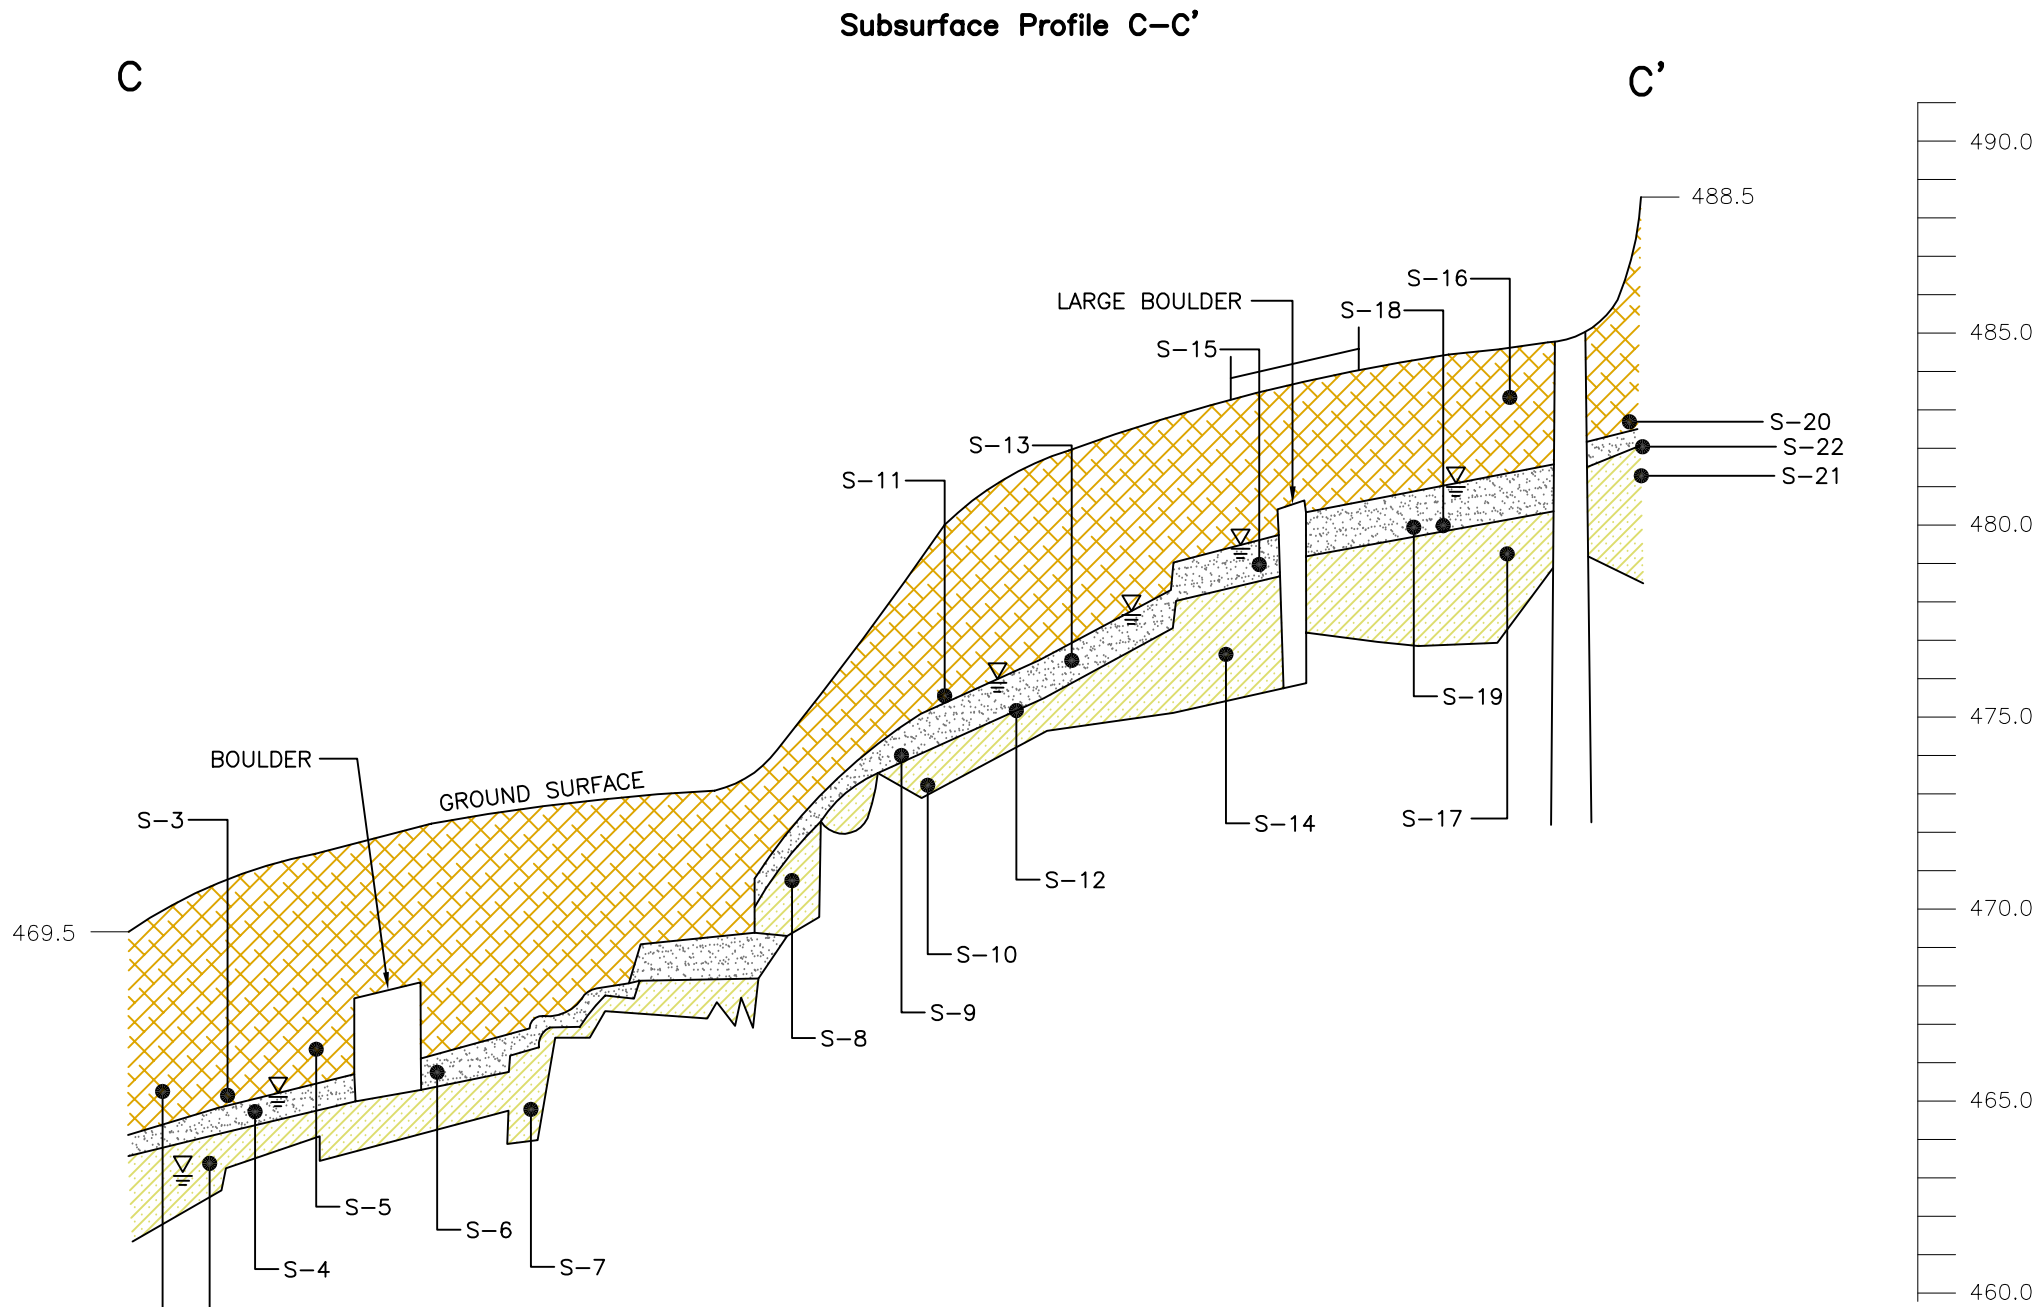 Subsurface Profile C-C'
C
C'
490.0
488.5
S-16
LARGE BOULDER
S-18
485.0
S-15
S-20
S-13
S-22
S-11
S-21
480.0
S-19
475.0
BOULDER
GROUND SURFACE
S-3
S-14
S-17
S-12
470.0
469.5
S-10
S-9
S-8
465.0
S-5
S-6
S-7
S-4
460.0